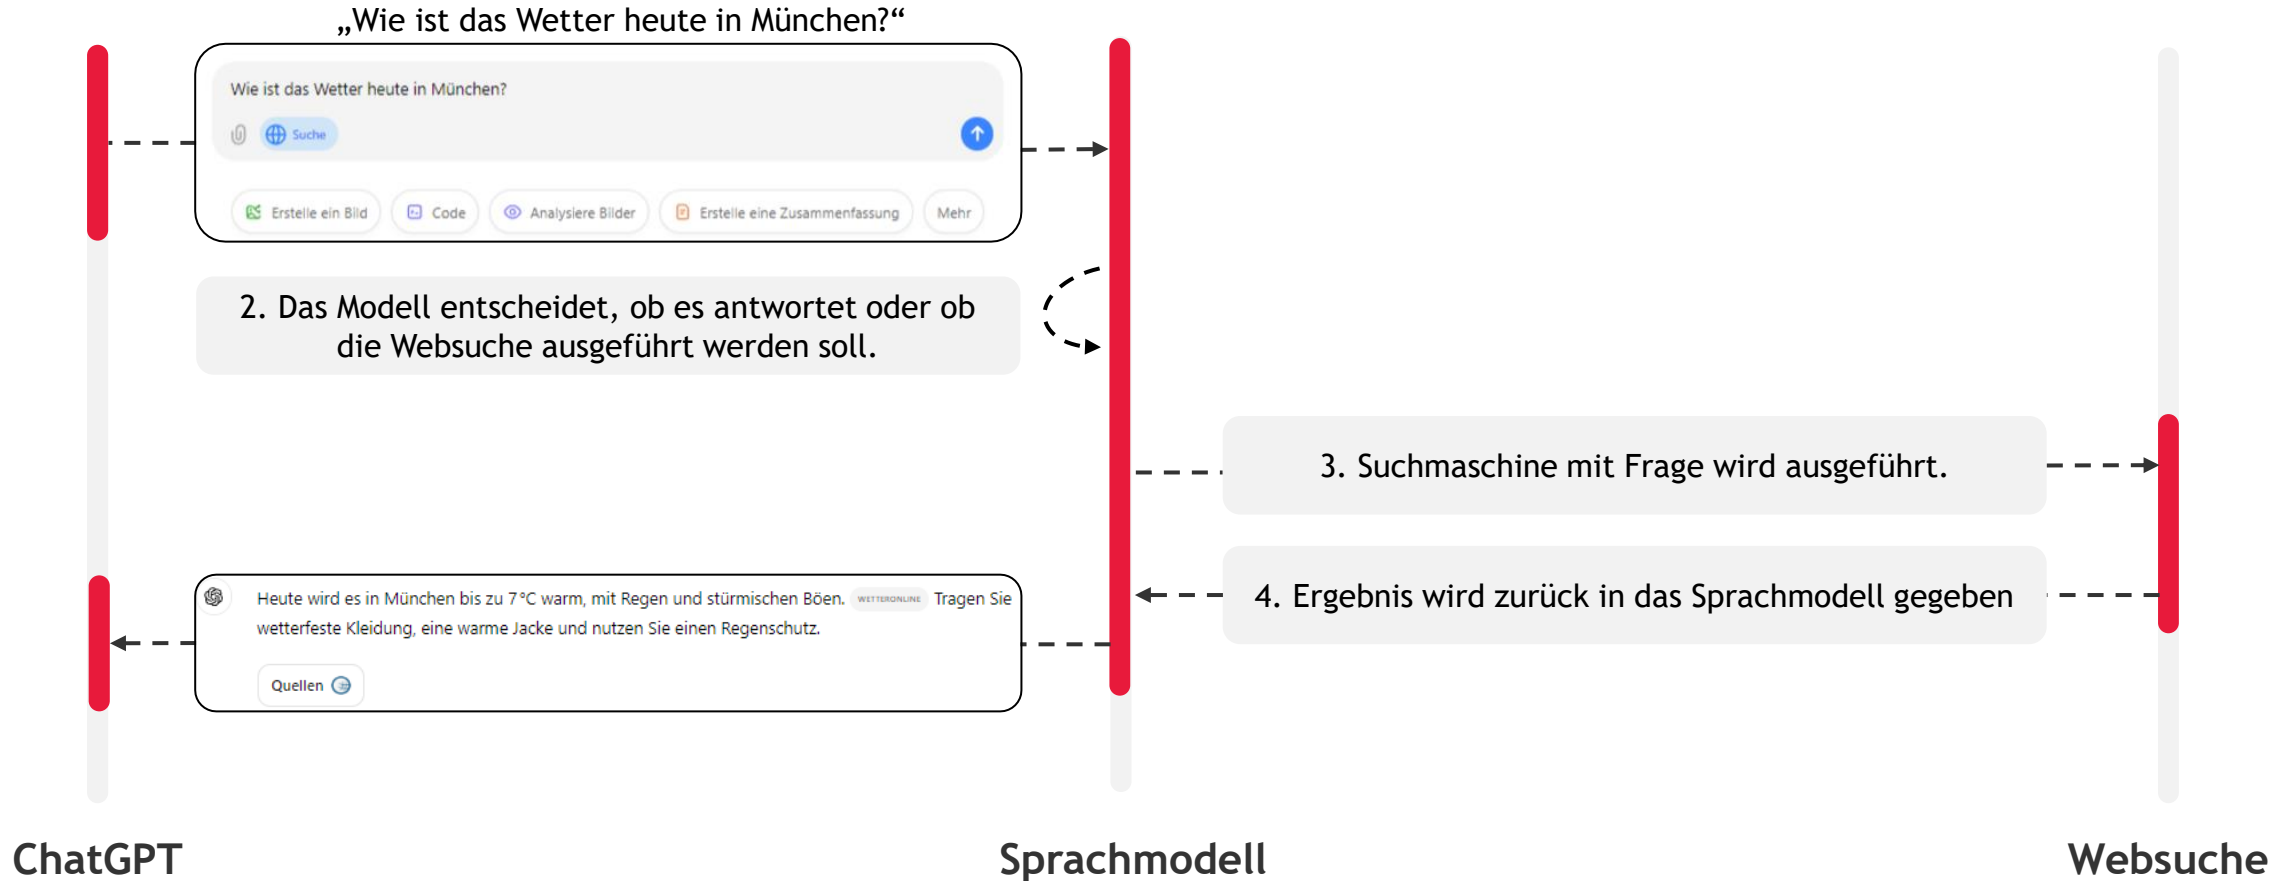 „Wie ist das Wetter heute in München?“
Wie ist das Wetter heute in München?
Suche
Erstelle ein Bild
Code
Analysiere Bilder
Erstelle eine Zusammenfassung
Mehr
2. Das Modell entscheidet, ob es antwortet oder ob
die Websuche ausgeführt werden soll.
3. Suchmaschine mit Frage wird ausgeführt.
4. Ergebnis wird zurück in das Sprachmodell gegeben
Heute wird es in München bis zu 7 °C warm, mit Regen und stürmischen Böen. WETTERONLINE Tragen Sie
wetterfeste Kleidung, eine warme Jacke und nutzen Sie einen Regenschutz.
Quellen
ChatGPT
Sprachmodell
Websuche